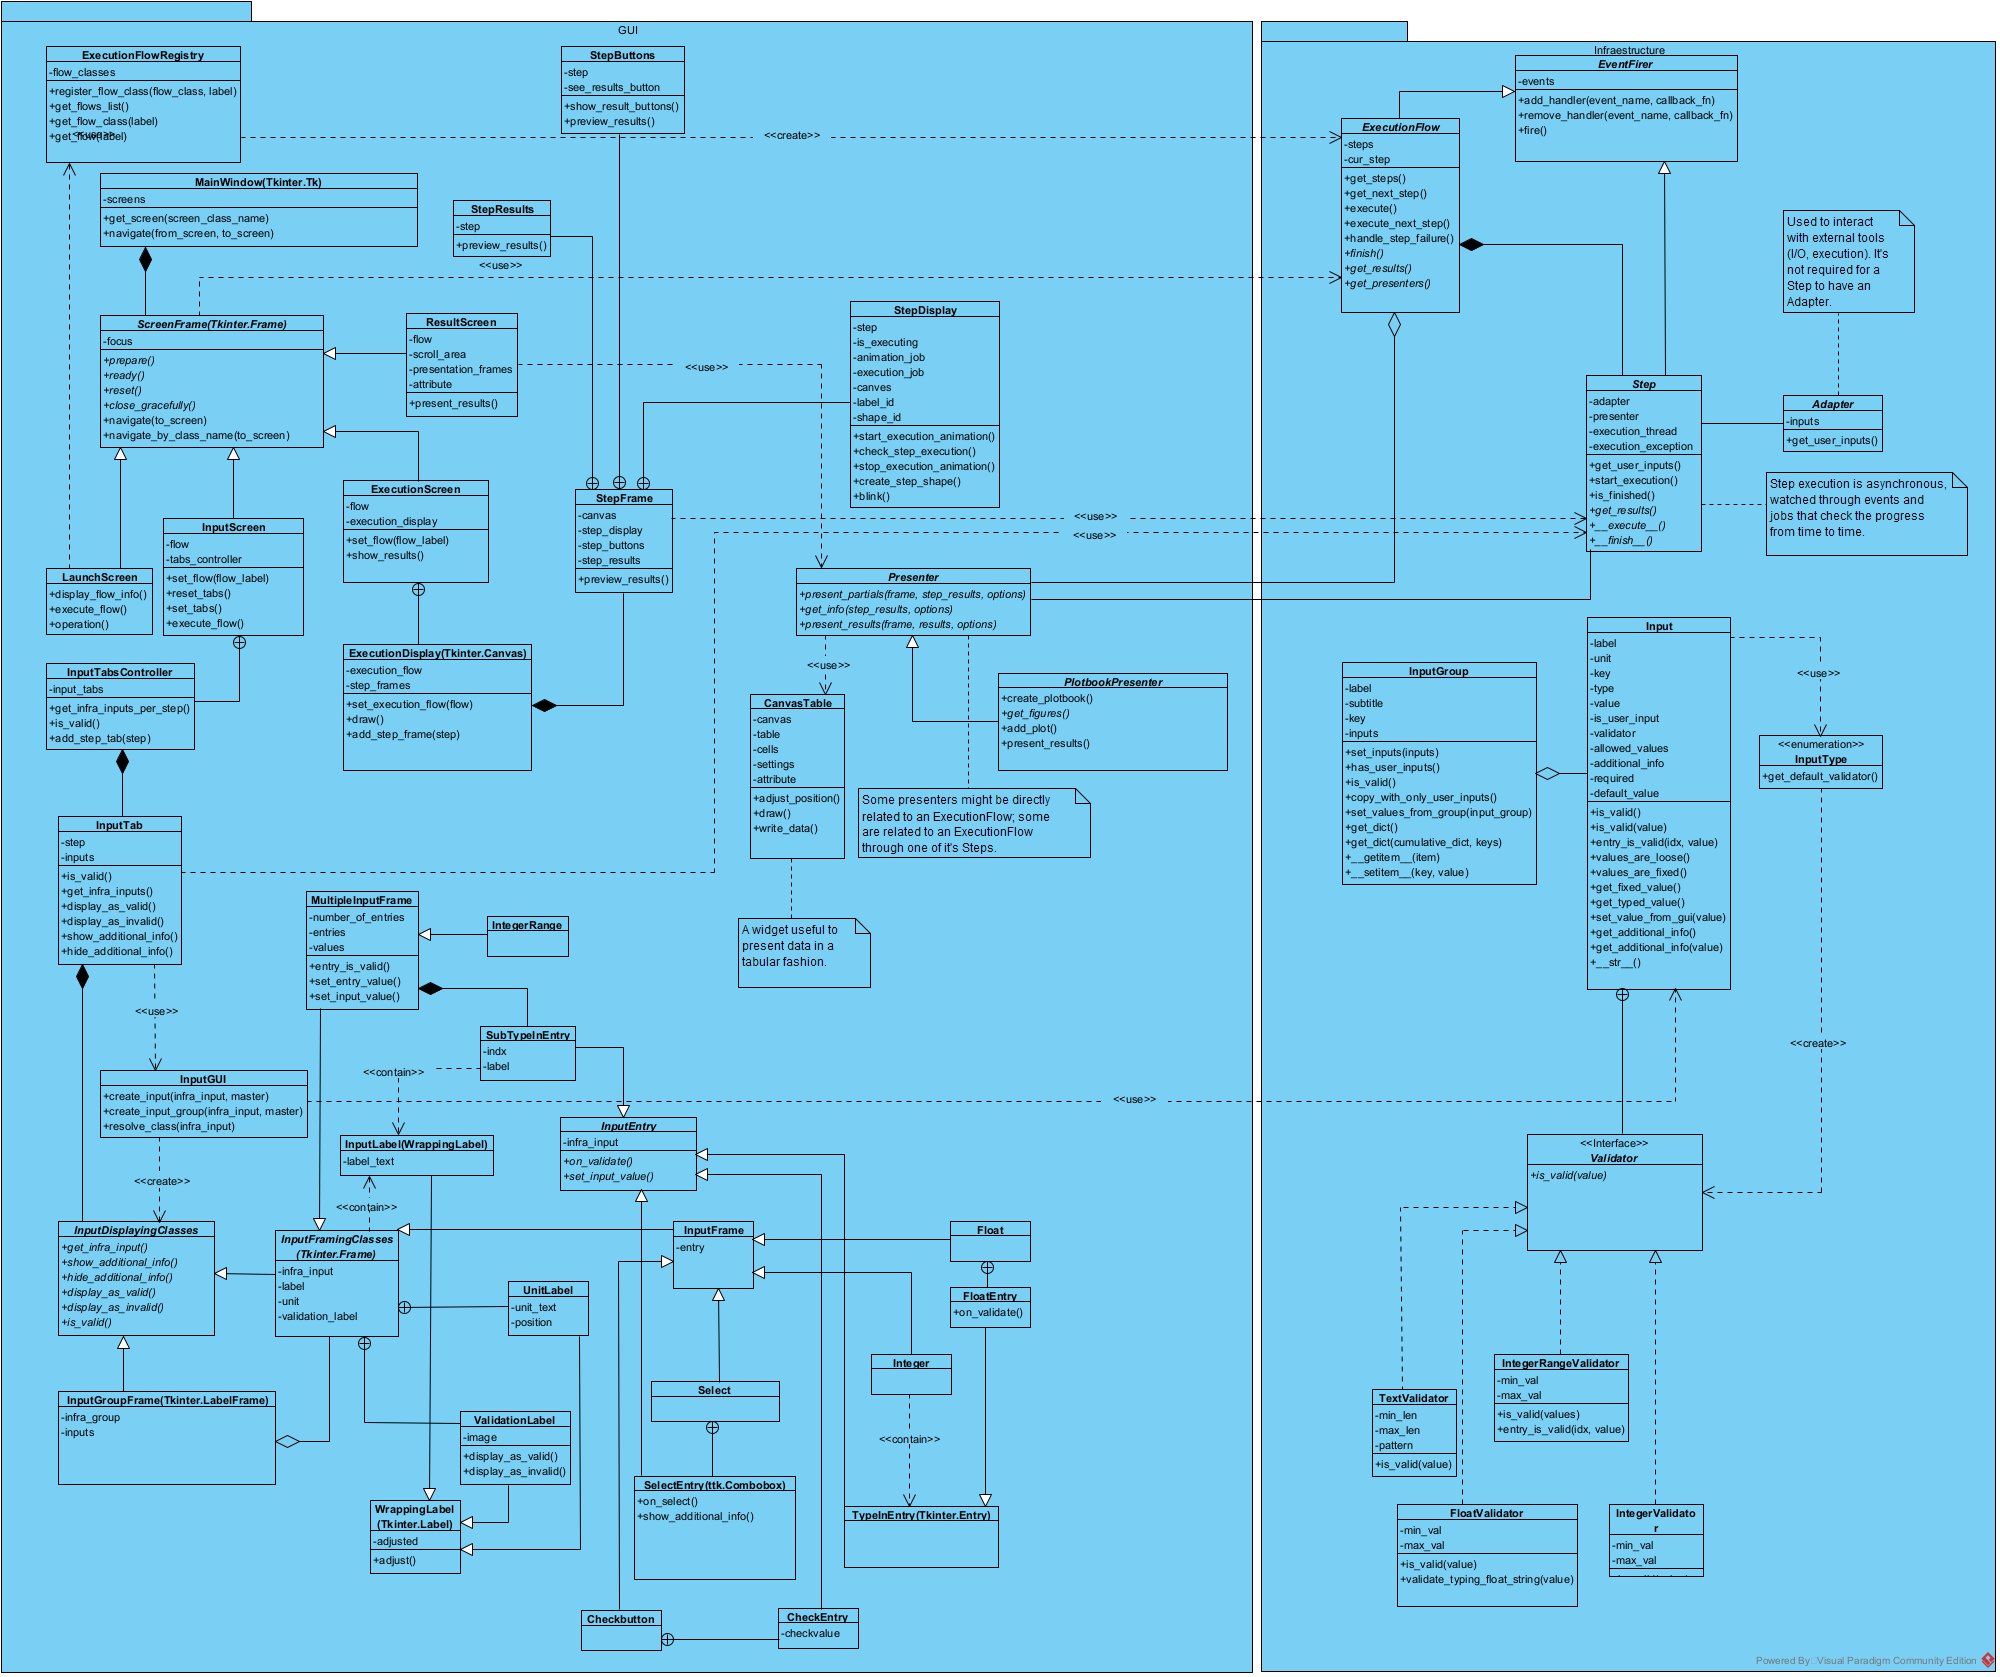 GUI
ExecutionFlowRegistry
-flow_classes
+register_flow_class(flow_class, label)
+get_flows_list()
+get_flow_class(label)
+get_flow(label)
<<use>>
StepButtons
-step
-see_results_button
+show_result_buttons()
+preview_results()
<<create>>
MainWindow(Tkinter.Tk)
-screens
+get_screen(screen_class_name)
+navigate(from_screen, to_screen)
StepResults
-step
+preview_results()
<<use>>
ScreenFrame(Tkinter.Frame)
-focus
+prepare()
+ready()
+reset()
+close_gracefully()
+navigate(to_screen)
+navigate_by_class_name(to_screen)
ResultScreen
-flow
-scroll_area
-presentation_frames
-attribute
+present_results()
<<use>>
StepDisplay
-step
-is_executing
-animation_job
-execution_job
-canves
-label_id
-shape_id
+start_execution_animation()
+check_step_execution()
+stop_execution_animation()
+create_step_shape()
+blink()
ExecutionScreen
-flow
-execution_display
+set_flow(flow_label)
+show_results()
StepFrame
-canvas
-step_display
-step_buttons
-step_results
+preview_results()
<<use>>
<<use>>
InputScreen
-flow
-tabs_controller
+set_flow(flow_label)
+reset_tabs()
+set_tabs()
+execute_flow()
LaunchScreen
+display_flow_info()
+execute_flow()
+operation()
Presenter
+present_partials(frame, step_results, options)
+get_info(step_results, options)
+present_results(frame, results, options)
<<use>>
ExecutionDisplay(Tkinter.Canvas)
-execution_flow
-step_frames
+set_execution_flow(flow)
+draw()
+add_step_frame(step)
InputTabsController
-input_tabs
+get_infra_inputs_per_step()
+is_valid()
+add_step_tab(step)
PlotbookPresenter
+create_plotbook()
+get_figures()
+add_plot()
+present_results()
CanvasTable
-canvas
-table
-cells
-settings
-attribute
+adjust_position()
+draw()
+write_data()
Some presenters might be directly
related to an ExecutionFlow; some
are related to an ExecutionFlow
through one of it's Steps.
InputTab
-step
-inputs
+is_valid()
+get_infra_inputs()
+display_as_valid()
+display_as_invalid()
+show_additional_info()
+hide_additional_info()
MultipleInputFrame
-number_of_entries
-entries
-values
+entry_is_valid()
+set_entry_value()
+set_input_value()
IntegerRange
A widget useful to
present data in a
tabular fashion.
<<use>>
SubTypeInEntry
-indx
-label
<<contain>>
InputGUI
+create_input(infra_input, master)
+create_input_group(infra_input, master)
+resolve_class(infra_input)
<<use>>
InputEntry
-infra_input
+on_validate()
+set_input_value()
InputLabel(WrappingLabel)
-label_text
<<create>>
<<contain>>
InputDisplayingClasses
+get_infra_input()
+show_additional_info()
+hide_additional_info()
+display_as_valid()
+display_as_invalid()
+is_valid()
InputFramingClasses
(Tkinter.Frame)
-infra_input
-label
-unit
-validation_label
InputFrame
-entry
Float
UnitLabel
-unit_text
-position
FloatEntry
+on_validate()
Integer
Select
InputGroupFrame(Tkinter.LabelFrame)
-infra_group
-inputs
ValidationLabel
-image
+display_as_valid()
+display_as_invalid()
<<contain>>
SelectEntry(ttk.Combobox)
+on_select()
+show_additional_info()
WrappingLabel
(Tkinter.Label)
-adjusted
+adjust()
TypeInEntry(Tkinter.Entry)
Checkbutton
CheckEntry
-checkvalue
Infraestructure
EventFirer
-events
+add_handler(event_name, callback_fn)
+remove_handler(event_name, callback_fn)
+fire()
ExecutionFlow
-steps
-cur_step
+get_steps()
+get_next_step()
+execute()
+execute_next_step()
+handle_step_failure()
+finish()
+get_results()
+get_presenters()
Used to interact
with external tools
(I/O, execution). It's
not required for a
Step to have an
Adapter.
Step
-adapter
-presenter
-execution_thread
-execution_exception
+get_user_inputs()
+start_execution()
+is_finished()
+get_results()
+__execute__()
+__finish__()
Adapter
-inputs
+get_user_inputs()
Step execution is asynchronous,
watched through events and
jobs that check the progress
from time to time.
Input
-label
-unit
-key
-type
-value
-is_user_input
-validator
-allowed_values
-additional_info
-required
-default_value
+is_valid()
+is_valid(value)
+entry_is_valid(idx, value)
+values_are_loose()
+values_are_fixed()
+get_fixed_value()
+get_typed_value()
+set_value_from_gui(value)
+get_additional_info()
+get_additional_info(value)
+__str__()
InputGroup
-label
-subtitle
-key
-inputs
+set_inputs(inputs)
+has_user_inputs()
+is_valid()
+copy_with_only_user_inputs()
+set_values_from_group(input_group)
+get_dict()
+get_dict(cumulative_dict, keys)
+__getitem__(item)
+__setitem__(key, value)
<<use>>
<<enumeration>>
InputType
+get_default_validator()
<<create>>
<<Interface>>
Validator
+is_valid(value)
IntegerRangeValidator
-min_val
-max_val
+is_valid(values)
+entry_is_valid(idx, value)
TextValidator
-min_len
-max_len
-pattern
+is_valid(value)
FloatValidator
-min_val
-max_val
+is_valid(value)
+validate_typing_float_string(value)
IntegerValidato
r
-min_val
-max_val
Powered By: Visual Paradigm Community Edition